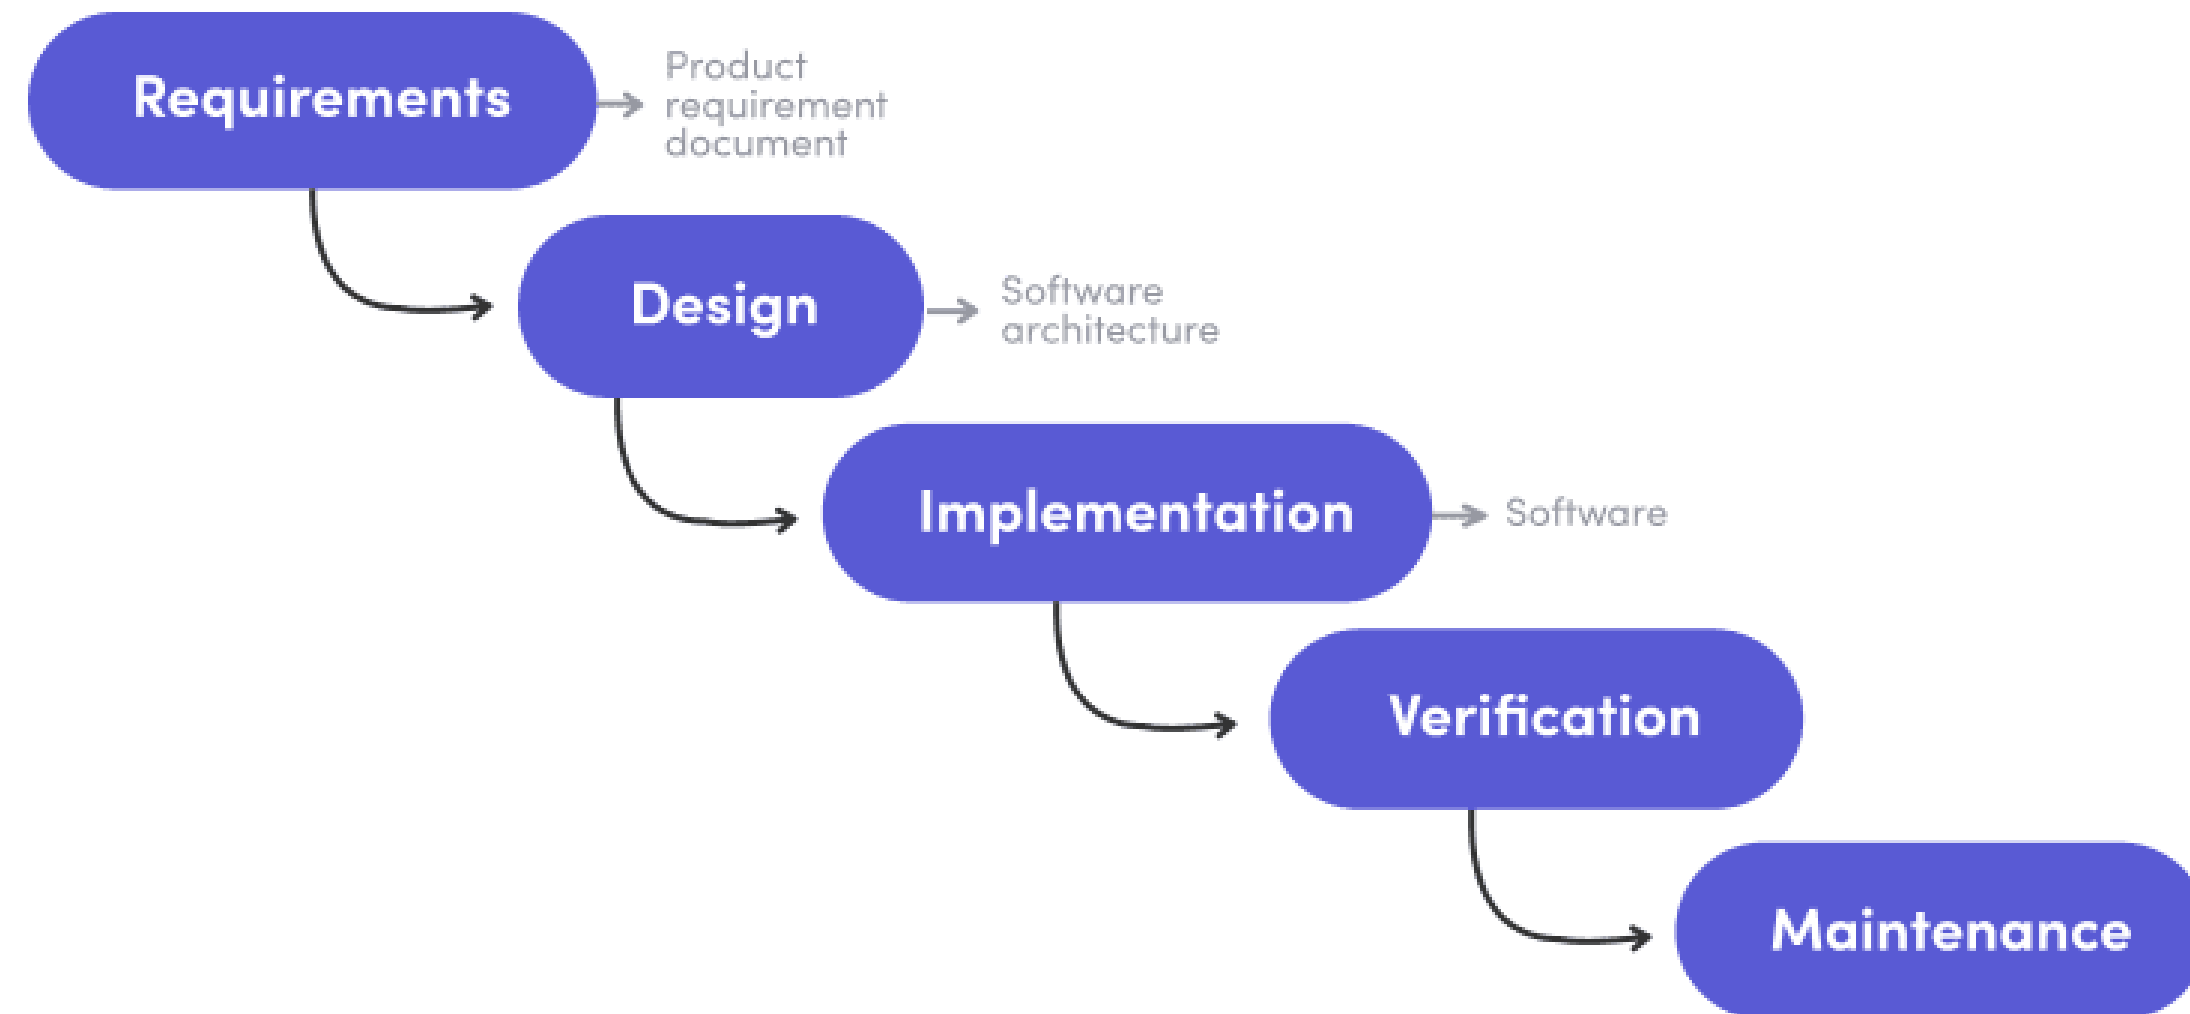 Requirements
Product
requirement
document
Design
Software
architecture
Implementation
Software
Verification
Maintenance